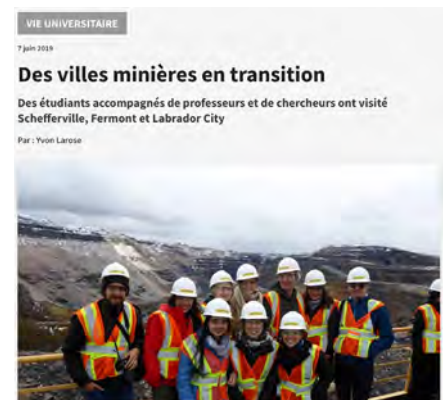 VIE UNIVERSITAIRE
7 juin 2019
Des villes minières en transition
Des étudiants accompagnés de professeurs et de chercheurs ont visité
Schefferville, Fermont et Labrador City
Par : Yvon Larose